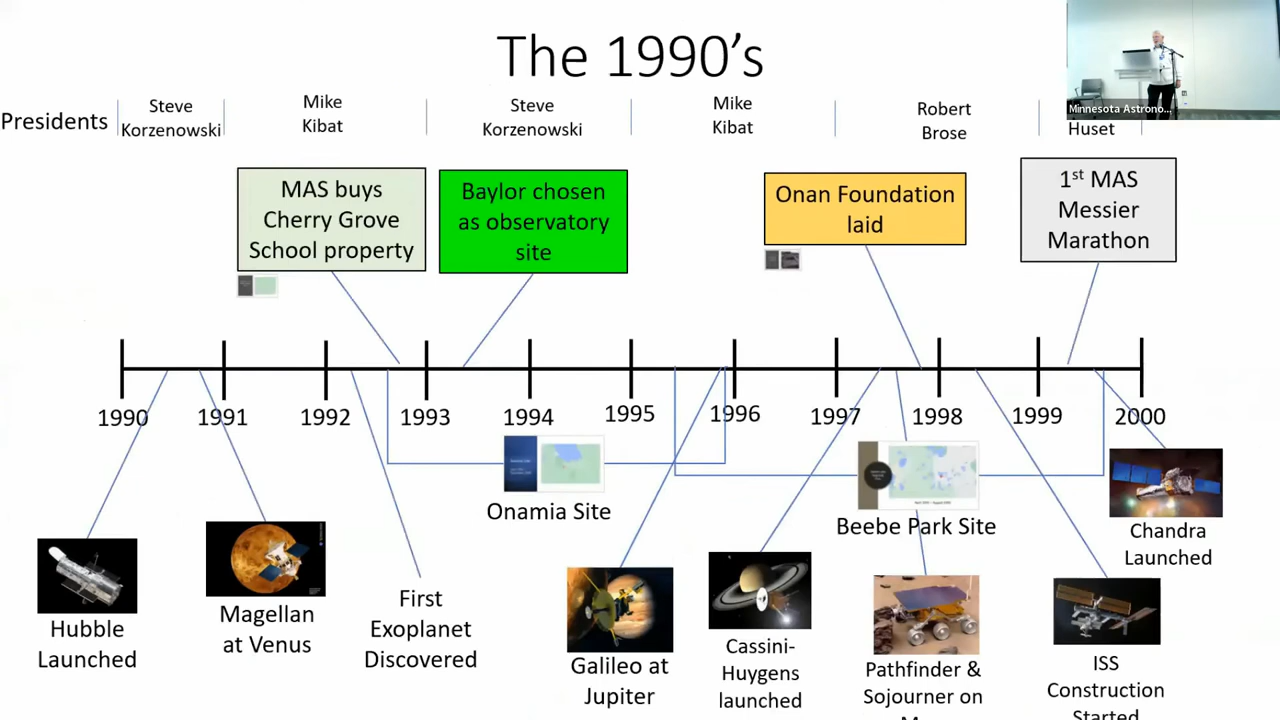 The 1990's
Presidents
Steve
Korzenowski
Mike
Kibat
Steve
Korzenowski
Mike
Kibat
Robert
Brose
Huset
Minnesota Astrono...
MAS buys
Cherry Grove
School property
Baylor chosen
as observatory
site
Onan Foundation
laid
1st MAS
Messier
Marathon
1990
1991
1992
1993
1994
1995
1996
1997
1998
1999
2000
Onamia Site
Beebe Park Site
Chandra
Launched
Hubble
Launched
Magellan
at Venus
First
Exoplanet
Discovered
Galileo at
Jupiter
Cassini-
Huygens
launched
Pathfinder &
Sojourner on
ISS
Construction
Started